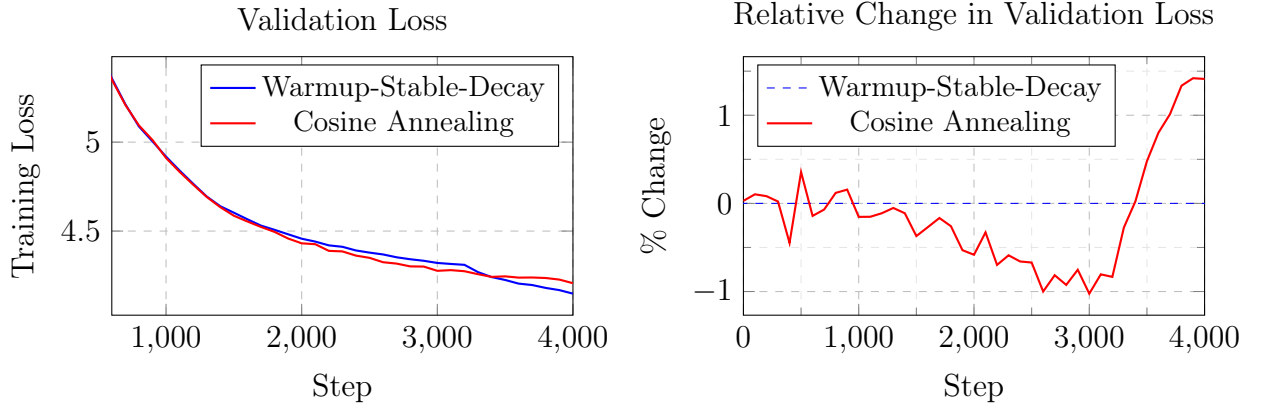 Validation Loss
Training Loss
5
4.5
Warmup-Stable-Decay
Cosine Annealing
1,000
2,000
3,000
4,000
Step
Relative Change in Validation Loss
% Change
1
0
−1
Warmup-Stable-Decay
Cosine Annealing
0
1,000
2,000
3,000
4,000
Step